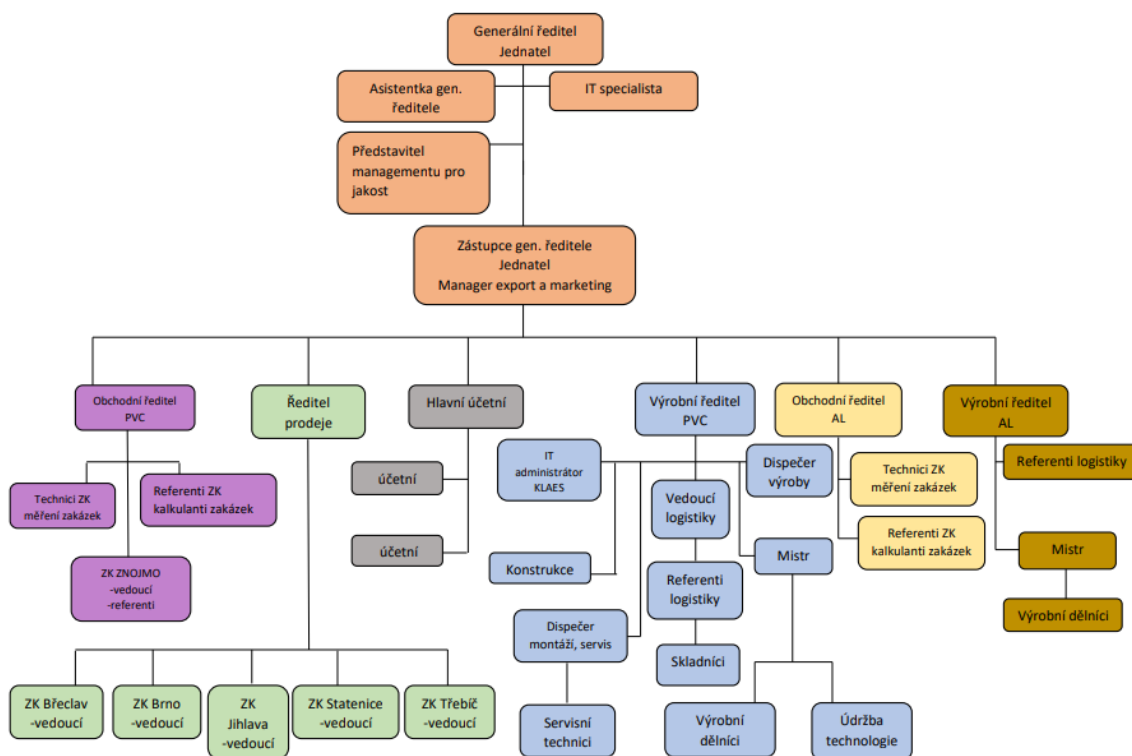 Generální ředitel
Jednatel
Asistentka gen.
ředitele
IT specialista
Představitel
managementu pro
jakost
Zástupce gen. ředitele
Jednatel
Manager export a marketing
Obchodní ředitel
PVC
Ředitel
prodeje
Hlavní účetní
Výrobní ředitel
PVC
Obchodní ředitel
AL
Výrobní ředitel
AL
Technici ZK
měření zakázek
Referenti ZK
kalkulanti zakázek
ZK ZNOJMO
-vedoucí
-referenti
účetní
účetní
IT
administrátor
KLAES
Dispečer
výroby
Vedoucí
logistiky
Konstrukce
Referenti
logistiky
Mistr
Dispečer
montáží, servis
Skladníci
Servisní
technici
Výrobní
dělníci
Údržba
technologie
Technici ZK
měření zakázek
Referenti ZK
kalkulanti zakázek
Referenti logistiky
Mistr
Výrobní dělníci
ZK Břeclav
-vedoucí
ZK Brno
-vedoucí
ZK
Jihlava
-vedoucí
ZK Statenice
-vedoucí
ZK Třebíč
-vedoucí